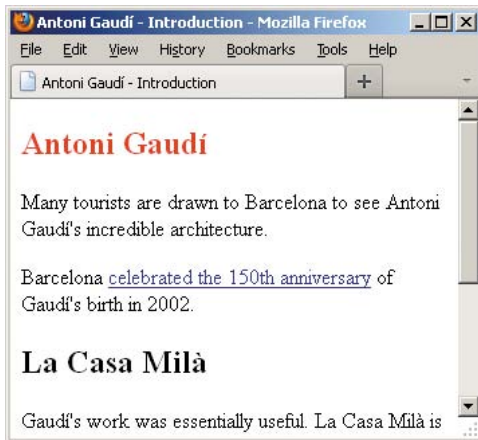 Antoni Gaudí - Introduction - Mozilla Firefox
File Edit View History Bookmarks Tools Help
Antoni Gaudí - Introduction
Antoni Gaudí
Many tourists are drawn to Barcelona to see Antoni
Gaudí's incredible architecture.
Barcelona celebrated the 150th anniversary of
Gaudí's birth in 2002.
La Casa Milà
Gaudí's work was essentially useful. La Casa Milà is